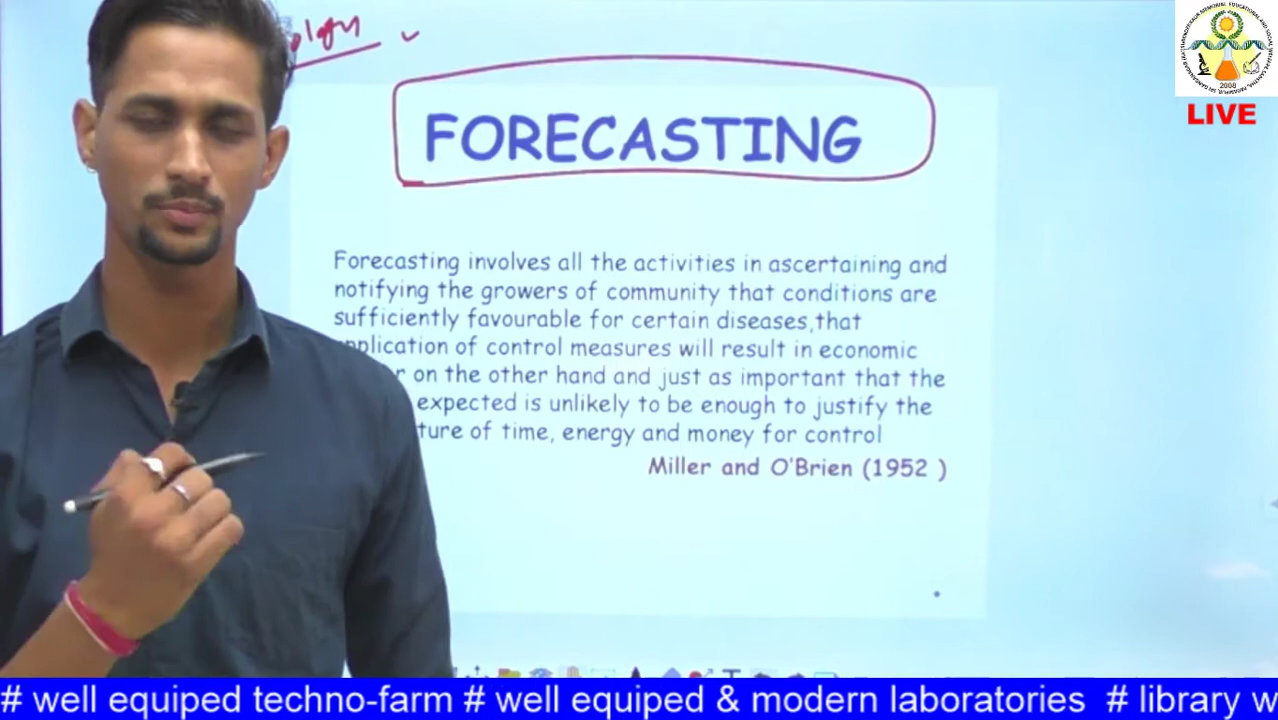 FORECASTING
Forecasting involves all the activities in ascertaining and
notifying the growers of community that conditions are
sufficiently favourable for certain diseases,that
application of control measures will result in economic
on the other hand and just as important that the
expected is unlikely to be enough to justify the
ture of time, energy and money for control
Miller and O'Brien (1952 )
2008
LIVE
# well equiped techno-farm # well equiped & modern laboratories # library w